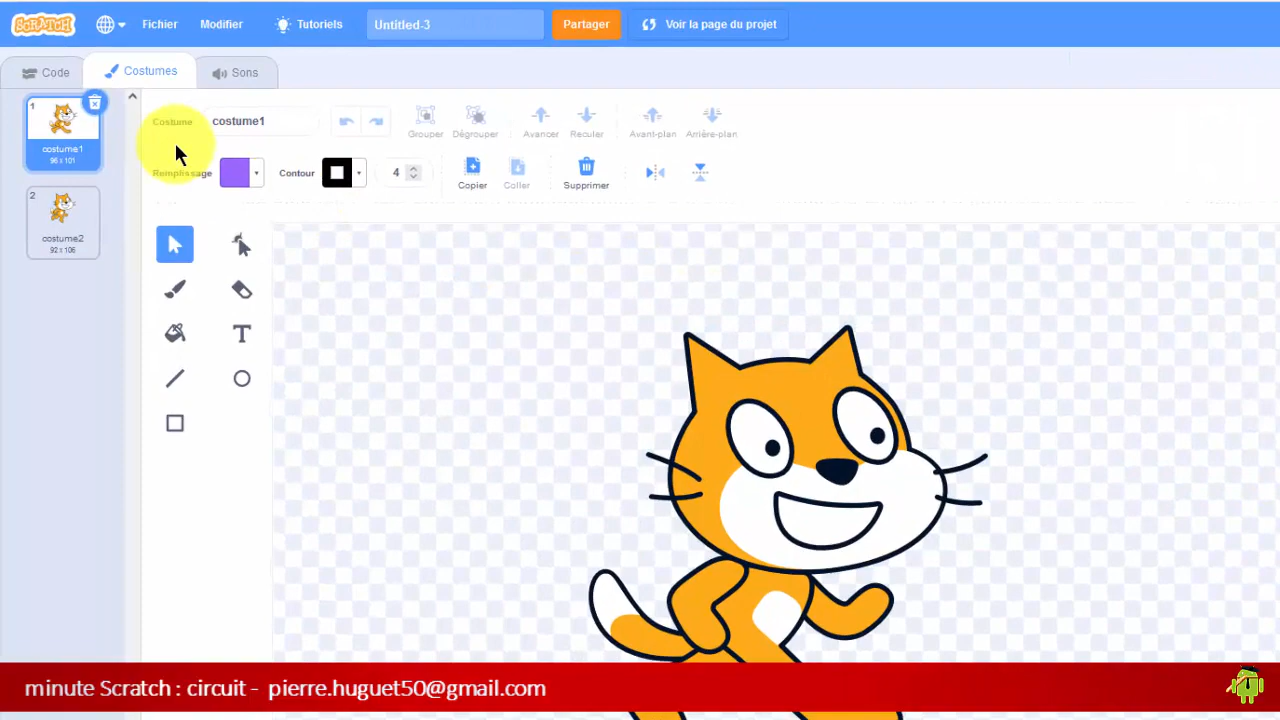 SCRATCH Fichier Modifier Tutoriels Untitled-3 Partager Voir la page du projet
Code Costumes Sons
1
costume1
96 x 101
2
costume2
92 x 106
Costume costume1 Grouper Dégrouper Avancer Reculer Avant-plan Arrière-plan
Remplissage Contour 4 Copier Coller Supprimer
T
minute Scratch : circuit - pierre.huguet50@gmail.com